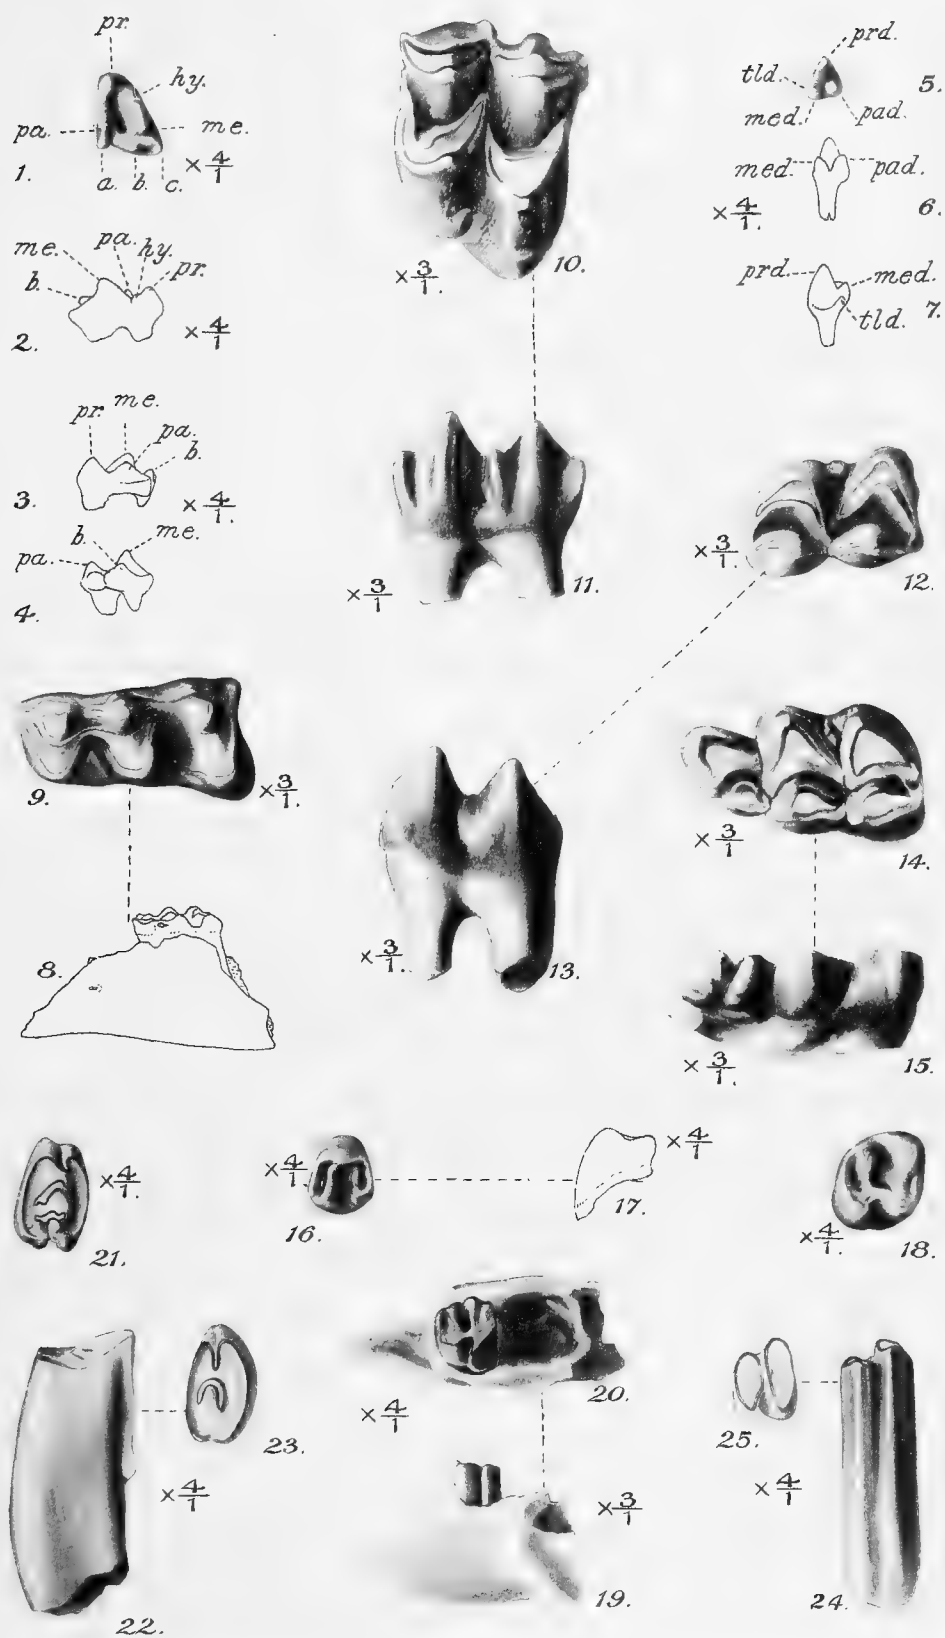 pr.
hy.
pa.
me.
1.
a. b. c.
×4/1
me.
pa.
hy.
pr.
b.
2.
×4/1
pr.
me.
pa.
b.
3.
×4/1
b.
me.
pa.
4.
prd.
tld.
5.
med.
pad.
med.
pad.
×4/1.
6.
prd.
med.
tld.
7.
×3/1.
10.
×3/1
11.
×3/1.
12.
9.
×3/1.
8.
×3/1.
13.
×3/1
14.
×3/1.
15.
×4/1.
21.
×4/1
16.
×4/1
17.
×4/1.
18.
23.
×4/1
22.
20.
×4/1
×3/1
19.
25.
×4/1
24.